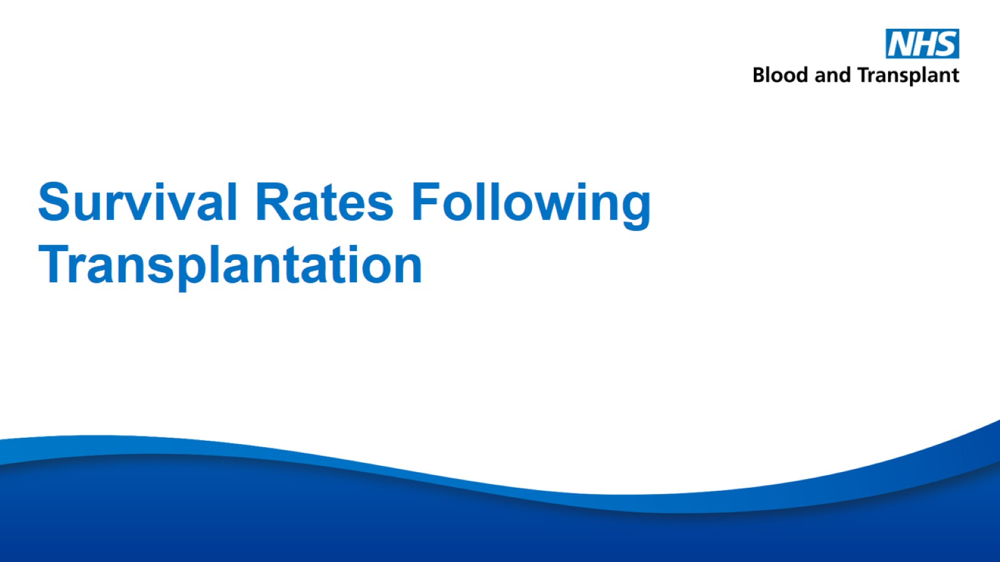 NHS
Blood and Transplant
Survival Rates Following
Transplantation